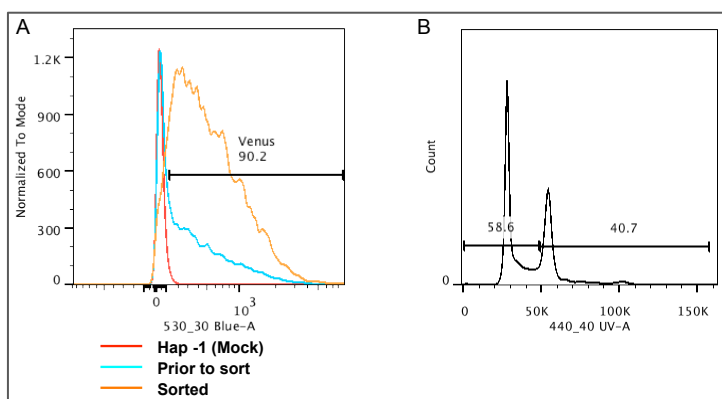 A
Normalized To Mode
1.2K
900
600
300
0
Venus
90.2
0
10³
530_30 Blue-A
Hap -1 (Mock)
Prior to sort
Sorted
B
Count
0
58.6
40.7
0
50K
100K
150K
440_40 UV-A